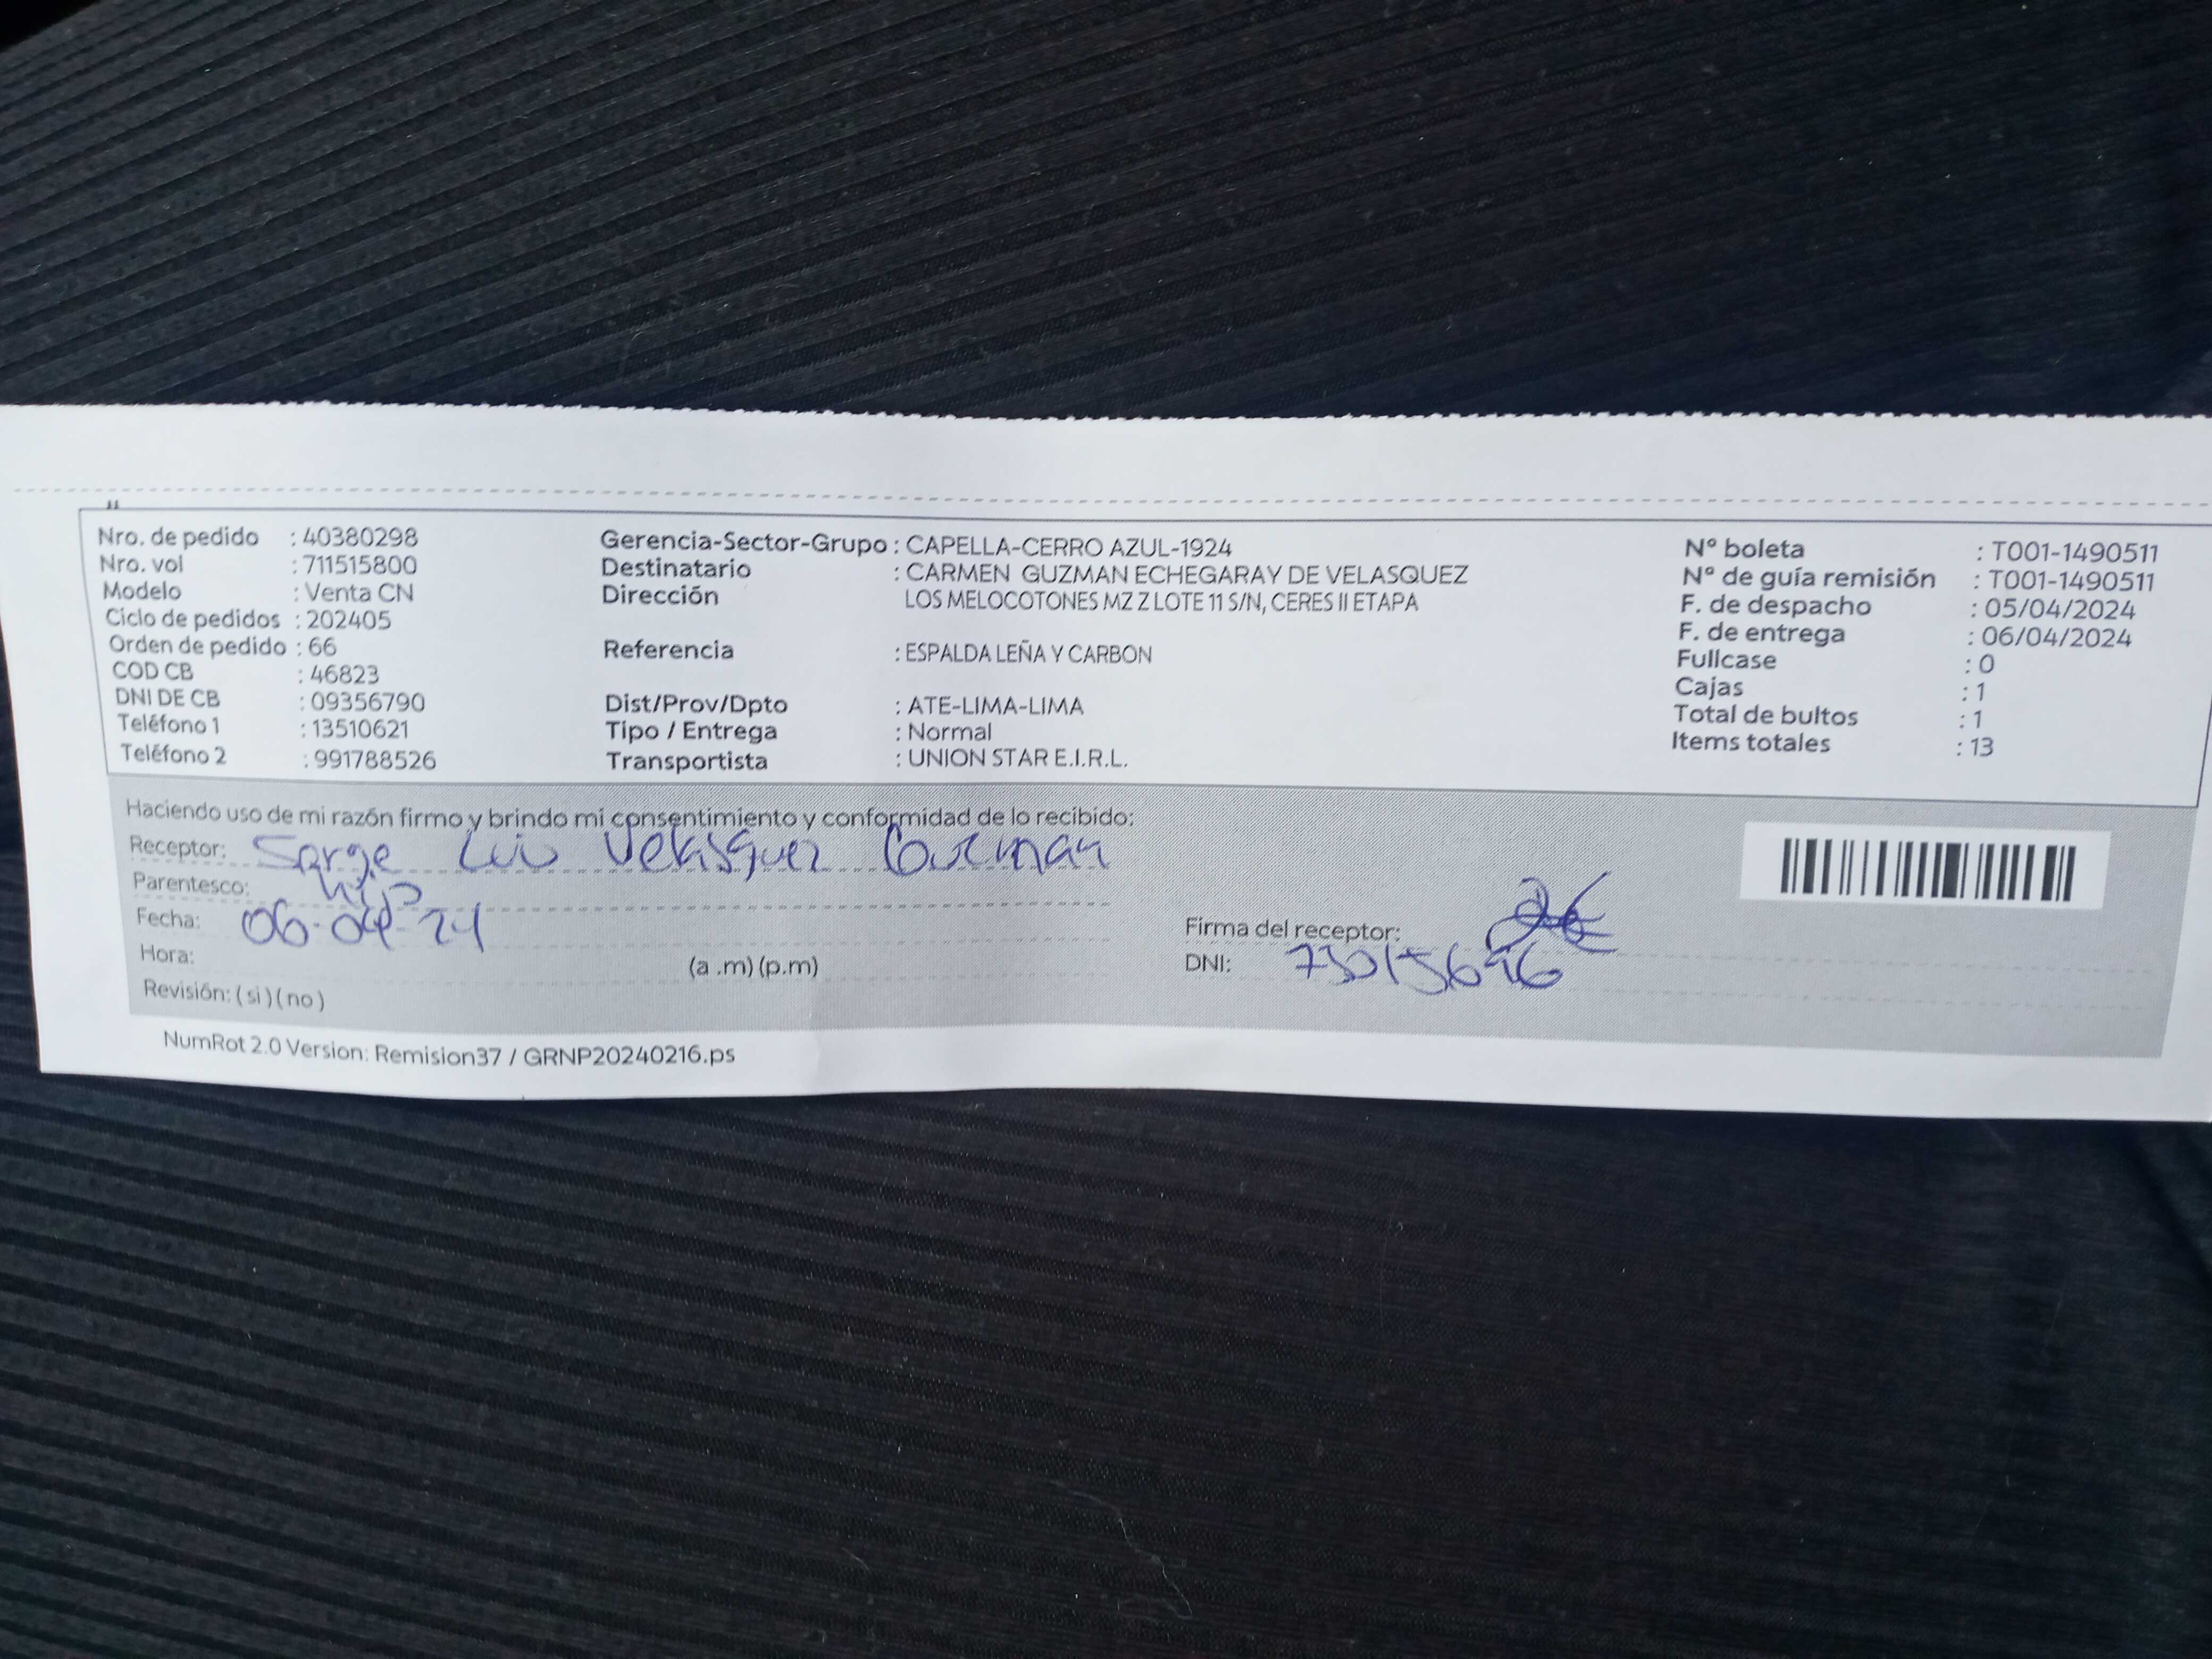 Nro. de pedido : 40380298
Nro. vol : 711515800
Modelo : Venta CN
Ciclo de pedidos : 202405
Orden de pedido : 66
COD CB : 46823
DNI DE CB : 09356790
Teléfono 1 : 13510621
Teléfono 2 : 991788526
Gerencia-Sector-Grupo : CAPELLA-CERRO AZUL-1924
Destinatario : CARMEN GUZMAN ECHEGARAY DE VELASQUEZ
Dirección LOS MELOCOTONES MZ Z LOTE 11 S/N, CERES II ETAPA
Referencia : ESPALDA LEÑA Y CARBON
Dist/Prov/Dpto : ATE-LIMA-LIMA
Tipo / Entrega : Normal
Transportista : UNION STAR E.I.R.L.
N° boleta : T001-1490511
N° de guía remisión : T001-1490511
F. de despacho : 05/04/2024
F. de entrega : 06/04/2024
Fullcase : 0
Cajas : 1
Total de bultos : 1
Items totales : 13
Haciendo uso de mi razón firmo y brindo mi consentimiento y conformidad de lo recibido:
Receptor: Luis Velasquez Guzman
Parentesco: hijo
Fecha: 06-04-24
Hora: (a .m) (p.m)
Revisión: ( si ) ( no )
Firma del receptor:
DNI:
NumRot 2.0 Version: Remision37 / GRNP20240216.ps